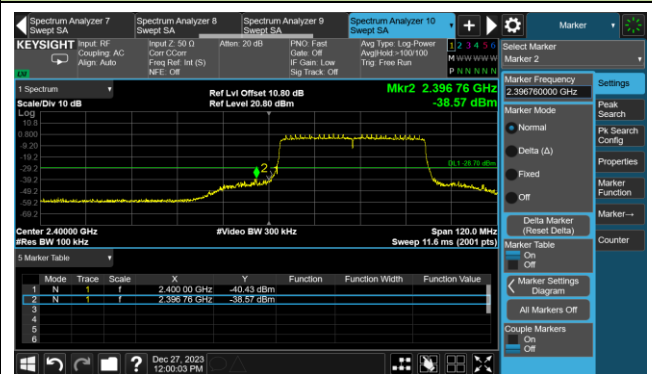 Spectrum Analyzer 7
Swept SA
Spectrum Analyzer 8
Swept SA
Spectrum Analyzer 9
Swept SA
Spectrum Analyzer 10
Swept SA
Marker
KEYSIGHT
Input: RF
Coupling: AC
Align: Auto
Input Z: 50 Ω
Corr CCorr
Freq Ref: Int (S)
NFE: Off
Atten: 20 dB
PNO: Fast
Gate: Off
IF Gain: Low
Sig Track: Off
Avg Type: Log-Power
Avg|Hold:>100/100
Trig: Free Run
1 2 3 4 5 6
M W W W W W
P N N N N N
Select Marker
Marker 2
1 Spectrum
Scale/Div 10 dB
Log
Ref Lvl Offset 10.80 dB
Ref Level 20.80 dBm
Mkr2 2.396 76 GHz
-38.57 dBm
10.8
0.800
-9.20
-19.2
-29.2
-39.2
-49.2
-59.2
-69.2
2
DL1 -28.70 dBm
Center 2.40000 GHz
#Res BW 100 kHz
#Video BW 300 kHz
Span 120.0 MHz
Sweep 11.6 ms (2001 pts)
5 Marker Table
Mode Trace Scale X Y Function Function Width Function Value
1 N 1 f 2.400 00 GHz -40.43 dBm
2 N 1 f 2.396 76 GHz -38.57 dBm
3
4
5
6
Marker Frequency
2.396760000 GHz
Marker Mode
Normal
Delta (Δ)
Fixed
Off
Delta Marker
(Reset Delta)
Marker Table
On
Off
Marker Settings
Diagram
All Markers Off
Couple Markers
On
Off
Settings
Peak
Search
Pk Search
Config
Properties
Marker
Function
Marker→
Counter
?
Dec 27, 2023
12:00:03 PM